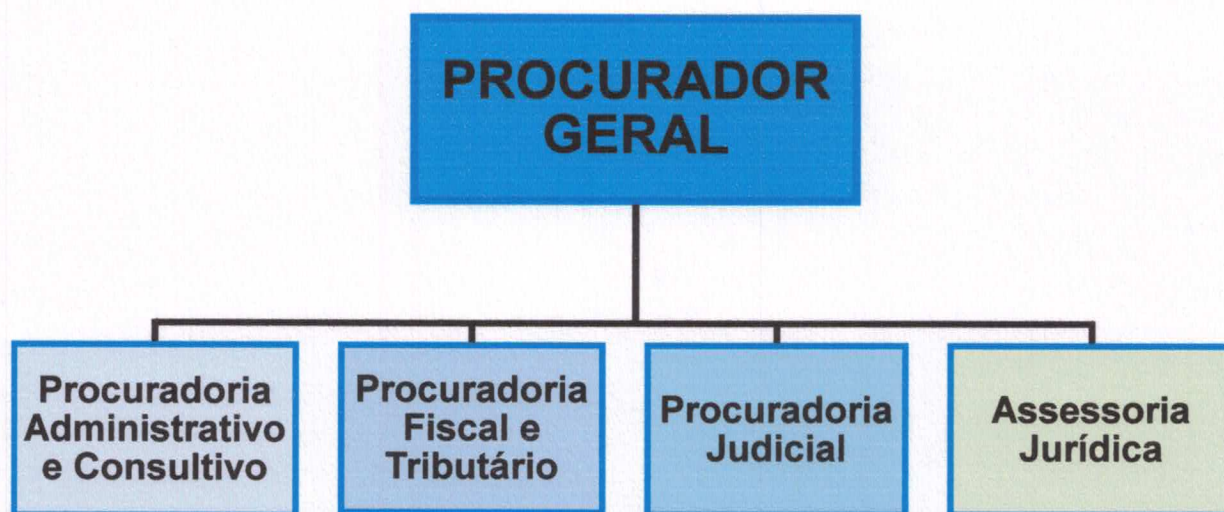 PROCURADOR
GERAL
Procuradoria
Administrativo
e Consultivo
Procuradoria
Fiscal e
Tributário
Procuradoria
Judicial
Assessoria
Jurídica